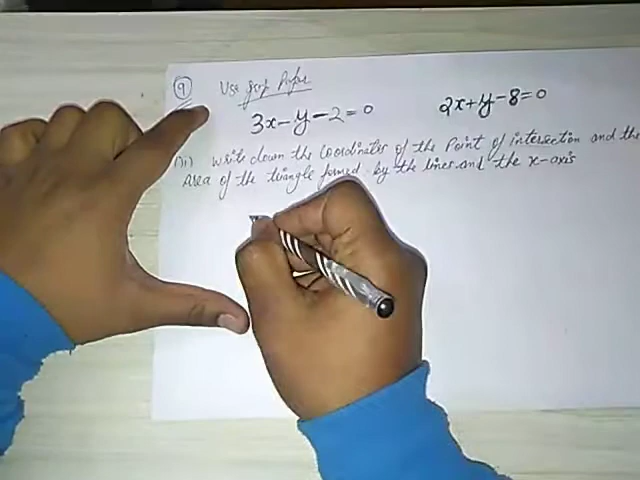 9 Use grap Paper
3x-y-2=0 2x+y-8=0
ii) write down the coordinates of the Point of intersection and the
Area of the triangle formed by the lines and the x-axis